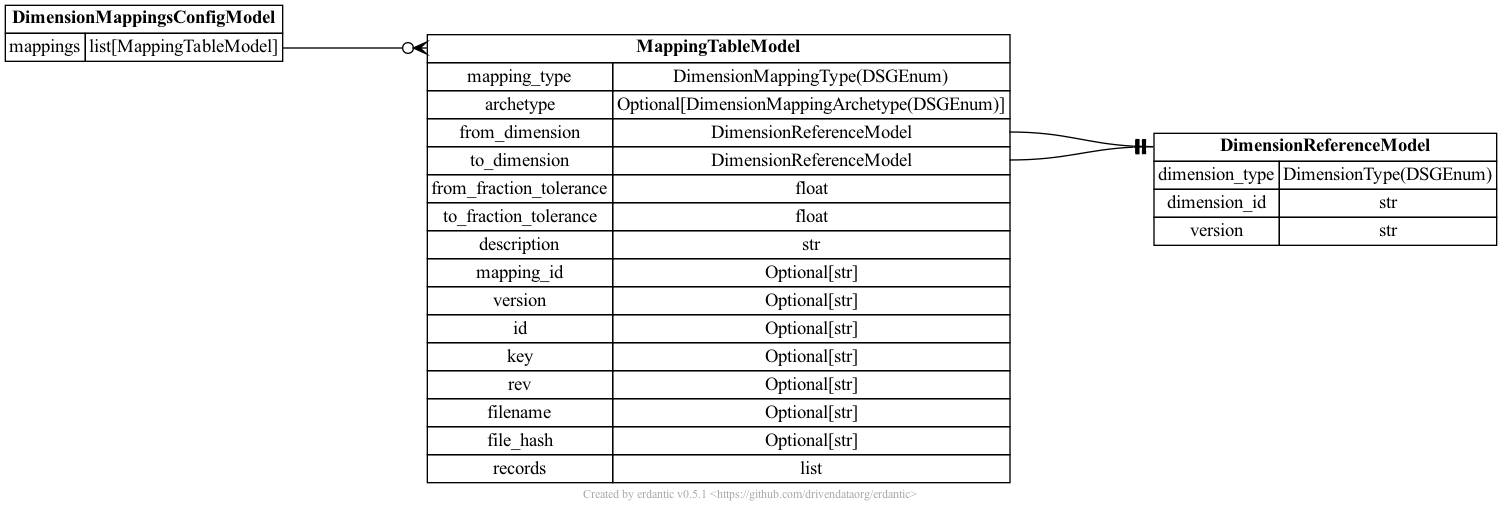 DimensionMappingsConfigModel
mappings list[MappingTableModel]
MappingTableModel
mapping_type DimensionMappingType(DSGEnum)
archetype Optional[DimensionMappingArchetype(DSGEnum)]
from_dimension DimensionReferenceModel
to_dimension DimensionReferenceModel
from_fraction_tolerance float
to_fraction_tolerance float
description str
mapping_id Optional[str]
version Optional[str]
id Optional[str]
key Optional[str]
rev Optional[str]
filename Optional[str]
file_hash Optional[str]
records list
DimensionReferenceModel
dimension_type DimensionType(DSGEnum)
dimension_id str
version str
Created by erdantic v0.5.1 <https://github.com/drivendataorg/erdantic>